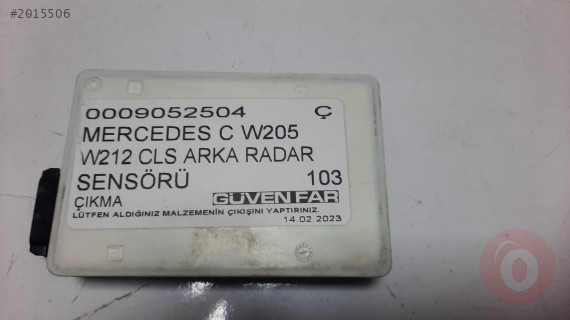 #2015506
0009052504 Ç
MERCEDES C W205
W212 CLS ARKA RADAR
SENSÖRÜ 103
ÇIKMA GÜVEN FAR
LÜTFEN ALDIĞINIZ MALZEMENİN ÇIKIŞINI YAPTIRINIZ.
14.02.2023